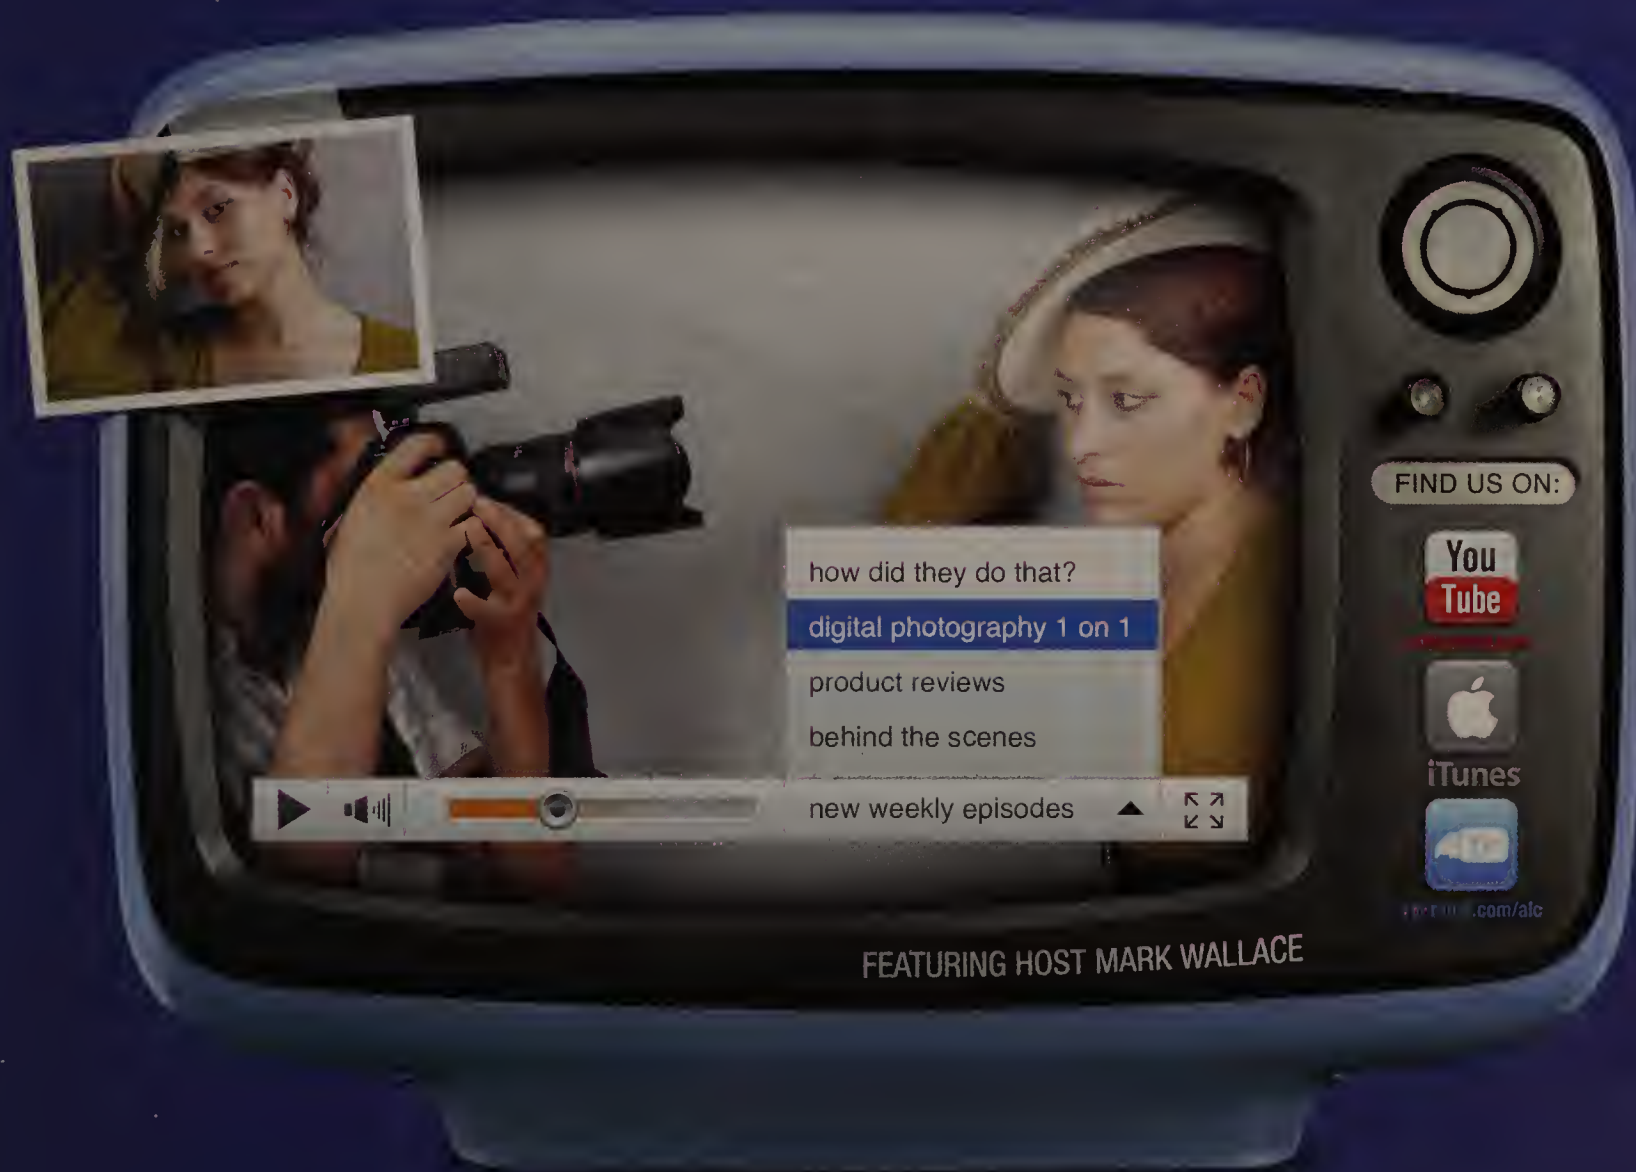 FIND US ON:
You
Tube
how did they do that?
digital photography 1 on 1
product reviews
behind the scenes
iTunes
new weekly episodes
.com/alc
FEATURING HOST MARK WALLACE